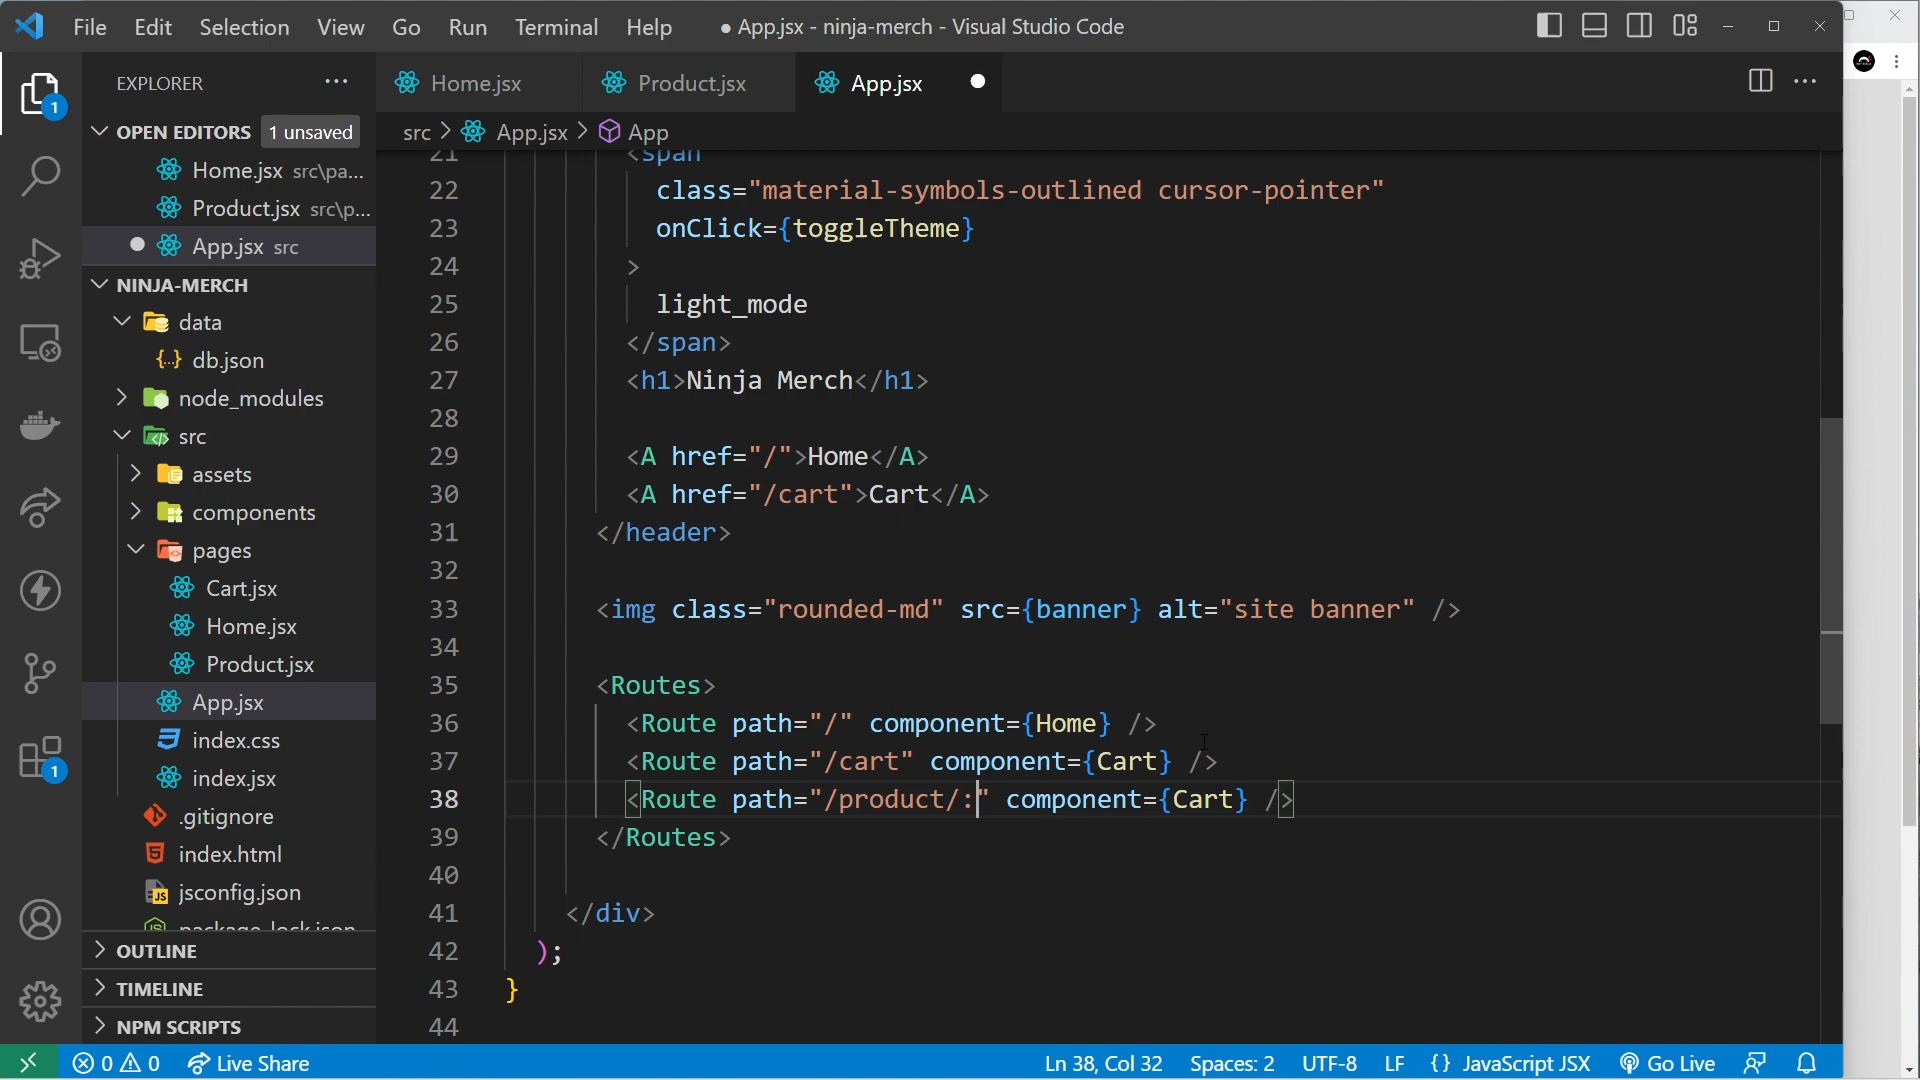 File Edit Selection View Go Run Terminal Help ● App.jsx - ninja-merch - Visual Studio Code
EXPLORER
Home.jsx Product.jsx App.jsx
OPEN EDITORS 1 unsaved
src > App.jsx > App
Home.jsx src\pa...
Product.jsx src\p...
App.jsx src
NINJA-MERCH
data
db.json
node_modules
src
assets
components
pages
Cart.jsx
Home.jsx
Product.jsx
App.jsx
index.css
index.jsx
.gitignore
index.html
jsconfig.json
package-lock.json
OUTLINE
TIMELINE
NPM SCRIPTS
21 <span
22 class="material-symbols-outlined cursor-pointer"
23 onClick={toggleTheme}
24 >
25 light_mode
26 </span>
27 <h1>Ninja Merch</h1>
28
29 <A href="/">Home</A>
30 <A href="/cart">Cart</A>
31 </header>
32
33 <img class="rounded-md" src={banner} alt="site banner" />
34
35 <Routes>
36 <Route path="/" component={Home} />
37 <Route path="/cart" component={Cart} />
38 <Route path="/product/:" component={Cart} />
39 </Routes>
40
41 </div>
42 );
43 }
44
1
1
0 0 Live Share Ln 38, Col 32 Spaces: 2 UTF-8 LF {} JavaScript JSX Go Live